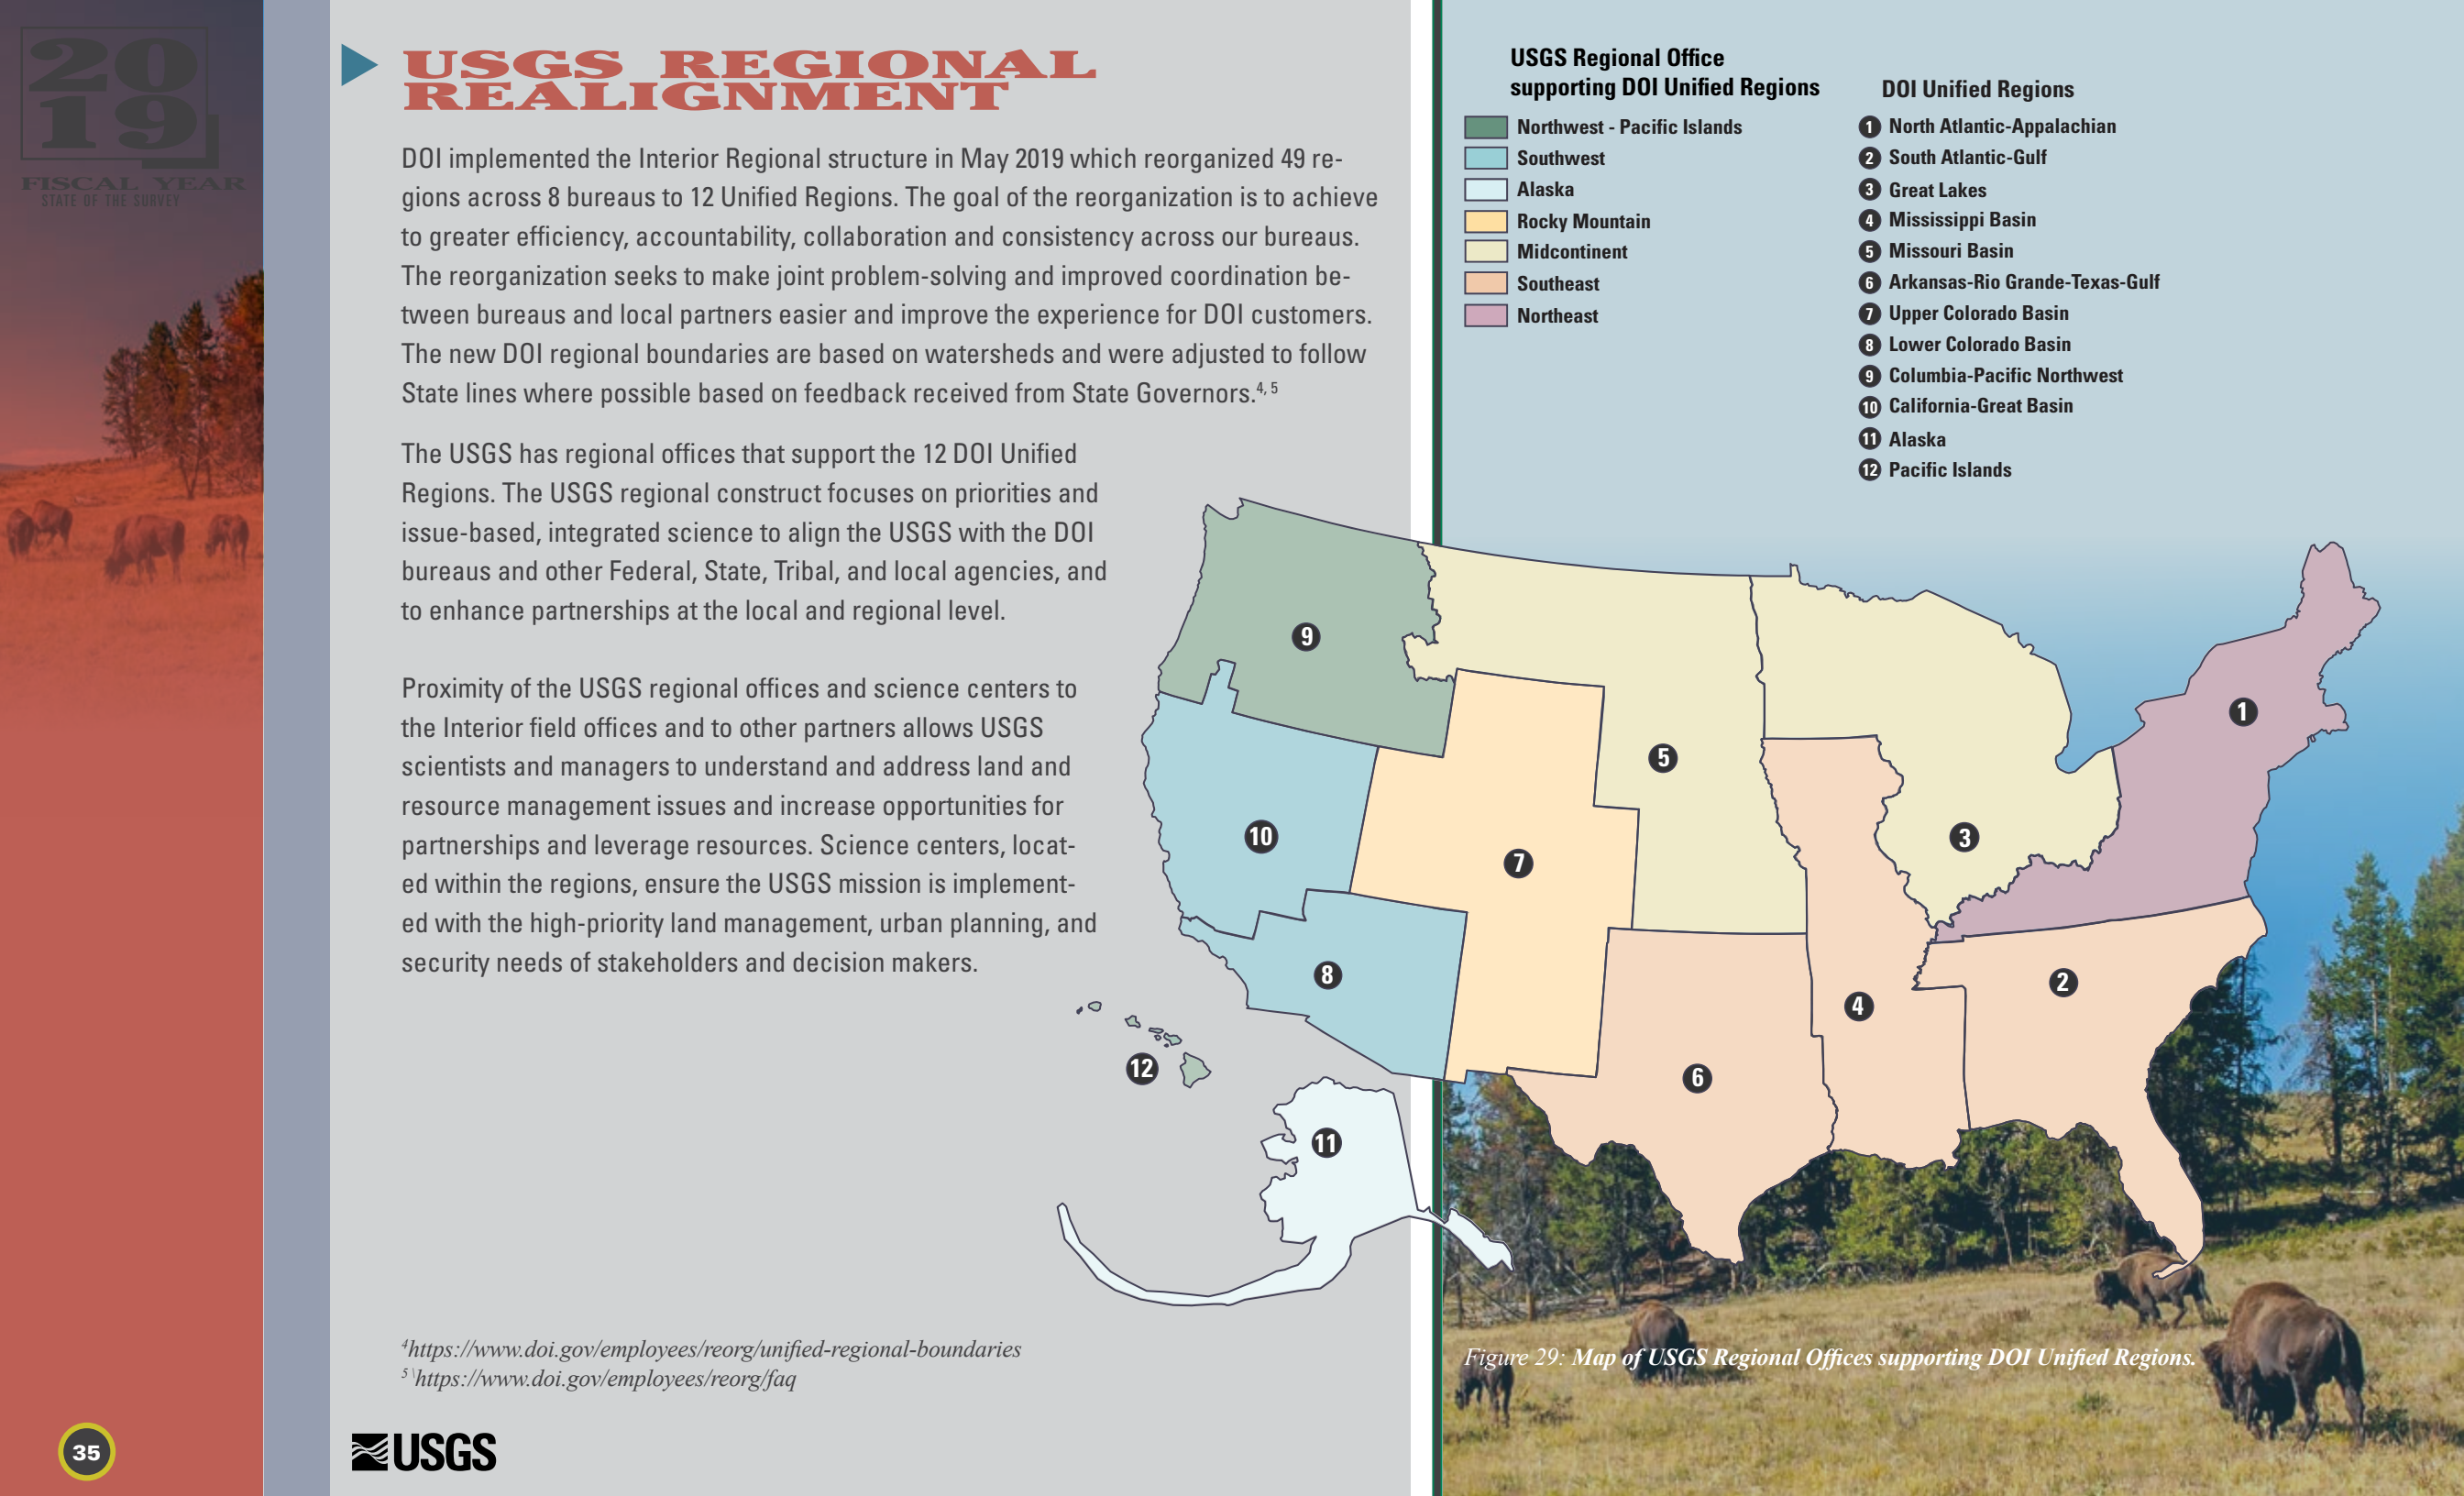 2019
FISCAL YEAR
STATE OF THE SURVEY
USGS REGIONAL
REALIGNMENT
DOI implemented the Interior Regional structure in May 2019 which reorganized 49 re-
gions across 8 bureaus to 12 Unified Regions. The goal of the reorganization is to achieve
to greater efficiency, accountability, collaboration and consistency across our bureaus.
The reorganization seeks to make joint problem-solving and improved coordination be-
tween bureaus and local partners easier and improve the experience for DOI customers.
The new DOI regional boundaries are based on watersheds and were adjusted to follow
State lines where possible based on feedback received from State Governors.4, 5
The USGS has regional offices that support the 12 DOI Unified
Regions. The USGS regional construct focuses on priorities and
issue-based, integrated science to align the USGS with the DOI
bureaus and other Federal, State, Tribal, and local agencies, and
to enhance partnerships at the local and regional level.
Proximity of the USGS regional offices and science centers to
the Interior field offices and to other partners allows USGS
scientists and managers to understand and address land and
resource management issues and increase opportunities for
partnerships and leverage resources. Science centers, locat-
ed within the regions, ensure the USGS mission is implement-
ed with the high-priority land management, urban planning, and
security needs of stakeholders and decision makers.
4https://www.doi.gov/employees/reorg/unified-regional-boundaries
5\https://www.doi.gov/employees/reorg/faq
USGS
35
USGS Regional Office
supporting DOI Unified Regions
Northwest - Pacific Islands
Southwest
Alaska
Rocky Mountain
Midcontinent
Southeast
Northeast
DOI Unified Regions
1 North Atlantic-Appalachian
2 South Atlantic-Gulf
3 Great Lakes
4 Mississippi Basin
5 Missouri Basin
6 Arkansas-Rio Grande-Texas-Gulf
7 Upper Colorado Basin
8 Lower Colorado Basin
9 Columbia-Pacific Northwest
10 California-Great Basin
11 Alaska
12 Pacific Islands
9
1
5
10
3
7
8
2
4
12
6
11
Figure 29: Map of USGS Regional Offices supporting DOI Unified Regions.